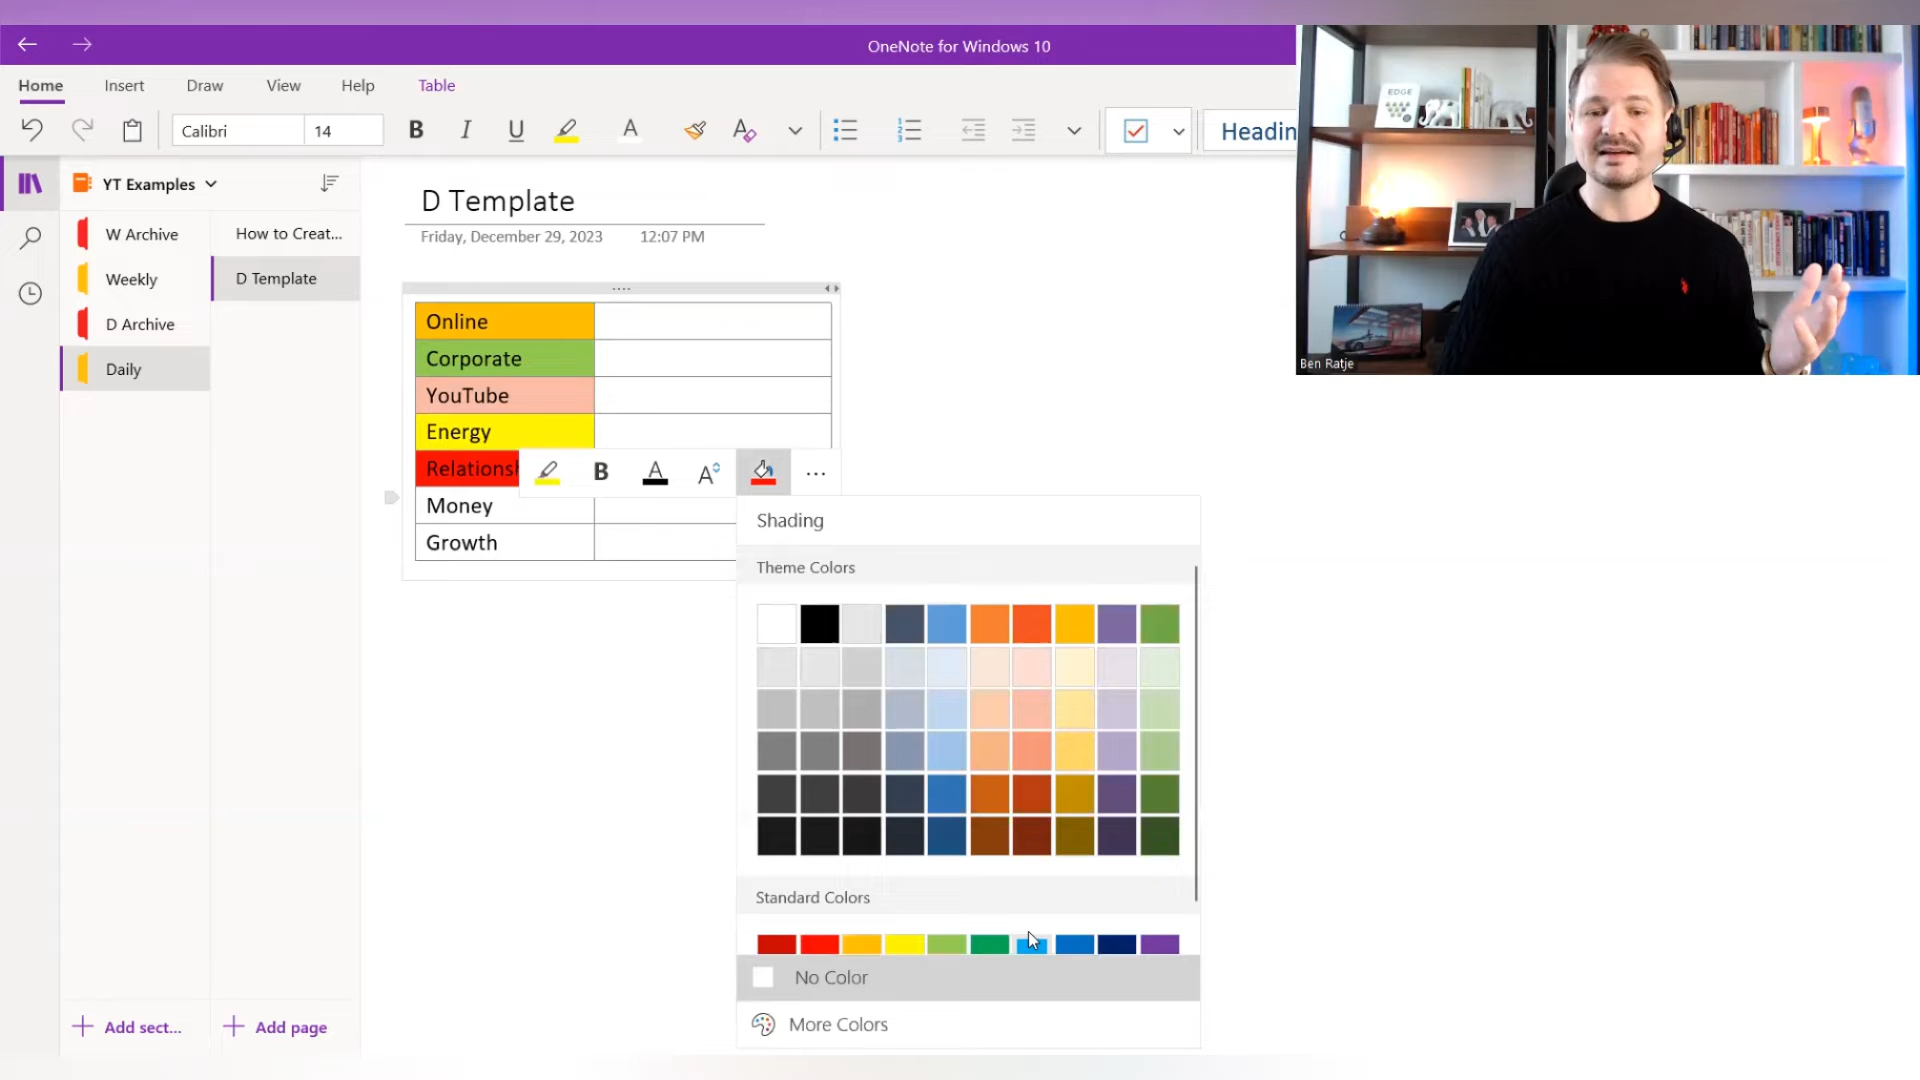 OneNote for Windows 10
Home Insert Draw View Help Table
Calibri 14 B I U A A Headin
YT Examples
W Archive
Weekly
D Archive
Daily
How to Creat...
D Template
D Template
Friday, December 29, 2023 12:07 PM
Online
Corporate
YouTube
Energy
Relationsh
Money
Growth
B A A ...
Shading
Theme Colors
Standard Colors
No Color
More Colors
Add sect...
Add page
EDGE
Ben Ratje